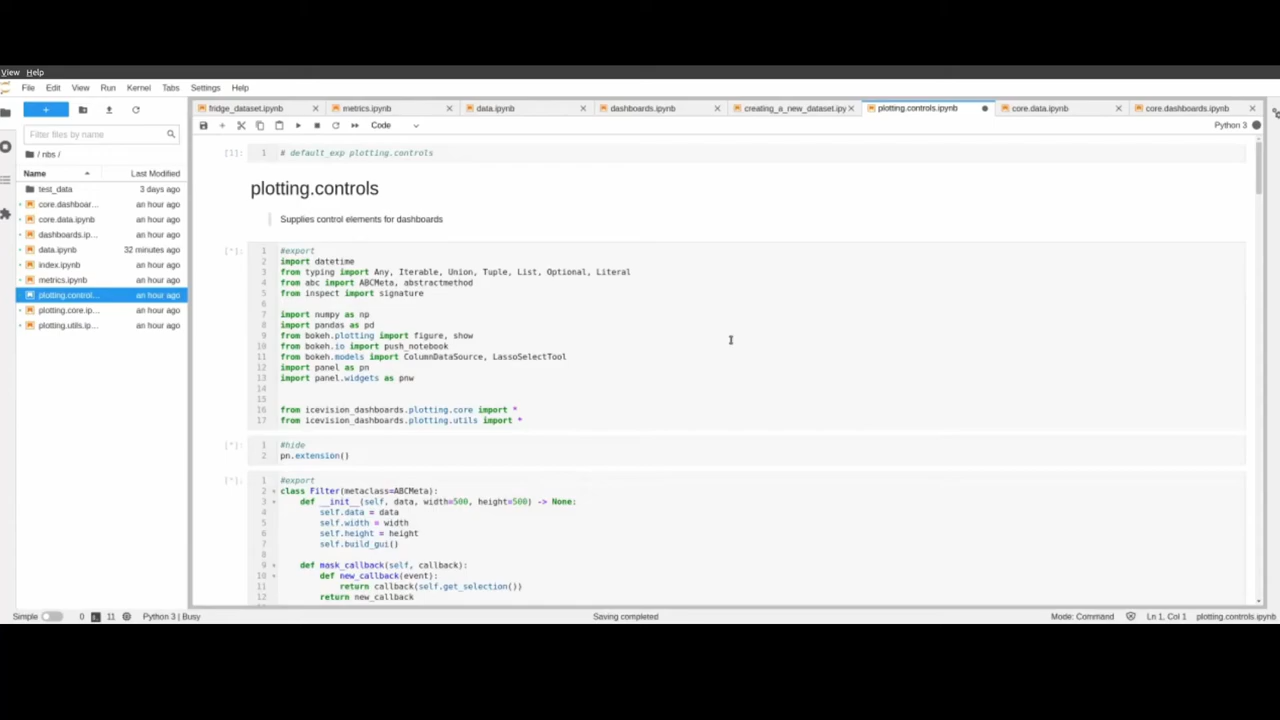 View Help
File Edit View Run Kernel Tabs Settings Help
fridge_dataset.ipynb metrics.ipynb data.ipynb dashboards.ipynb creating_a_new_dataset.ipy plotting.controls.ipynb core.data.ipynb core.dashboards.ipynb
Code Python 3
Filter files by name
/ nbs /
Name Last Modified
test_data 3 days ago
core.dashboar... an hour ago
core.data.ipynb an hour ago
dashboards.ip... an hour ago
data.ipynb 32 minutes ago
index.ipynb an hour ago
metrics.ipynb an hour ago
plotting.control... an hour ago
plotting.core.ip... an hour ago
plotting.utils.ip... an hour ago
[1]: 1 # default_exp plotting.controls
plotting.controls
Supplies control elements for dashboards
[*]: 1 #export
2 import datetime
3 from typing import Any, Iterable, Union, Tuple, List, Optional, Literal
4 from abc import ABCMeta, abstractmethod
5 from inspect import signature
6
7 import numpy as np
8 import pandas as pd
9 from bokeh.plotting import figure, show
10 from bokeh.io import push_notebook
11 from bokeh.models import ColumnDataSource, LassoSelectTool
12 import panel as pn
13 import panel.widgets as pnw
14
15
16 from icevision_dashboards.plotting.core import *
17 from icevision_dashboards.plotting.utils import *
[*]: 1 #hide
2 pn.extension()
[*]: 1 #export
2 class Filter(metaclass=ABCMeta):
3 def __init__(self, data, width=500, height=500) -> None:
4 self.data = data
5 self.width = width
6 self.height = height
7 self.build_gui()
8
9 def mask_callback(self, callback):
10 def new_callback(event):
11 return callback(self.get_selection())
12 return new_callback
Simple 0 11 Python 3 | Busy Saving completed Mode: Command Ln 1, Col 1 plotting.controls.ipynb